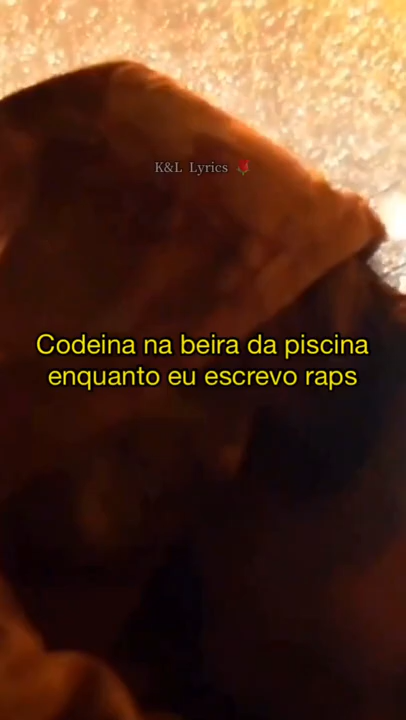 K&L Lyrics 🌹
Codeina na beira da piscina
enquanto eu escrevo raps